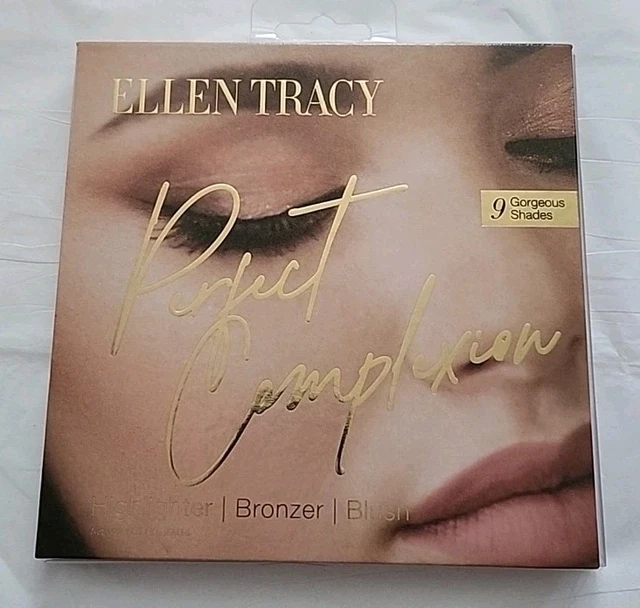 ELLEN TRACY
9 Gorgeous
Shades
Perfect
Complexion
Highlighter | Bronzer | Blush